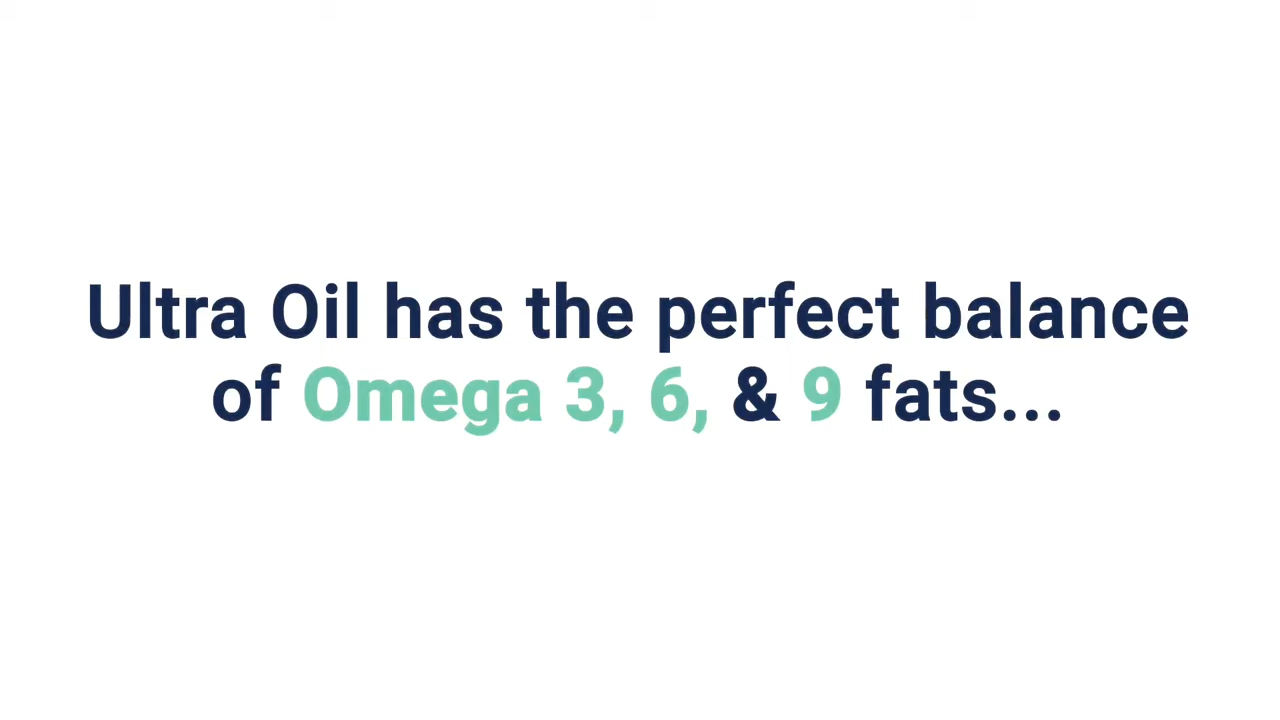 Ultra Oil has the perfect balance
of Omega 3, 6, & 9 fats...